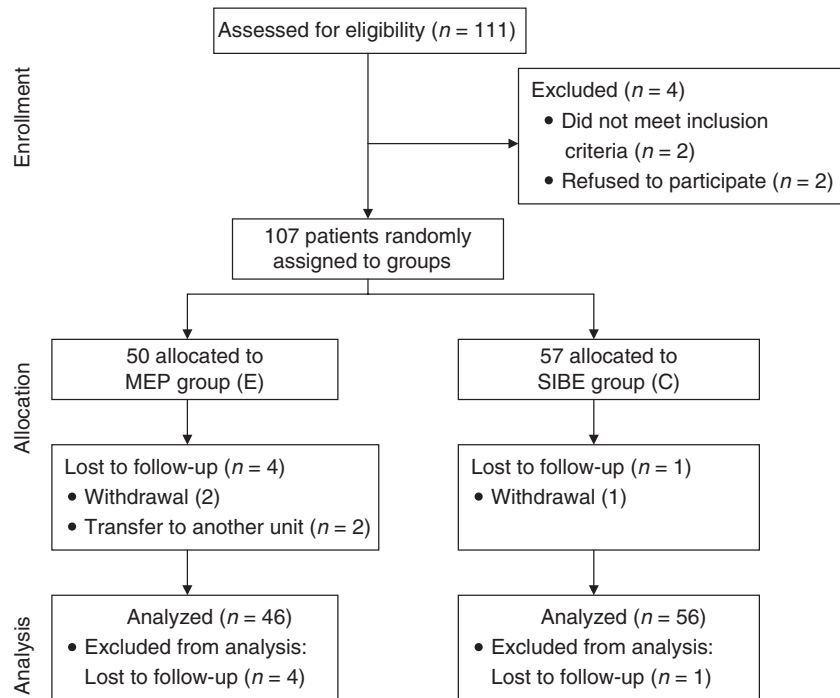 Assessed for eligibility (n = 111)
Enrollment
Excluded (n = 4)
• Did not meet inclusion
criteria (n = 2)
• Refused to participate (n = 2)
107 patients randomly
assigned to groups
Allocation
50 allocated to
MEP group (E)
57 allocated to
SIBE group (C)
Lost to follow-up (n = 4)
• Withdrawal (2)
• Transfer to another unit (n = 2)
Lost to follow-up (n = 1)
• Withdrawal (1)
Analysis
Analyzed (n = 46)
• Excluded from analysis:
Lost to follow-up (n = 4)
Analyzed (n = 56)
• Excluded from analysis:
Lost to follow-up (n = 1)